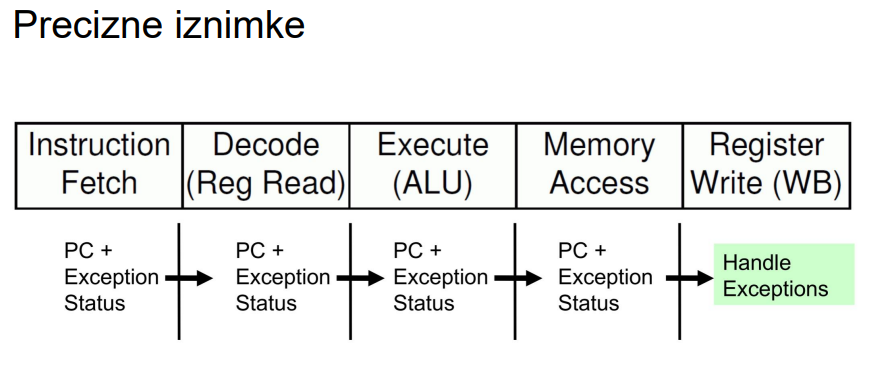 Precizne iznimke
Instruction Fetch
Decode (Reg Read)
Execute (ALU)
Memory Access
Register Write (WB)
PC + Exception Status
PC + Exception Status
PC + Exception Status
PC + Exception Status
Handle Exceptions